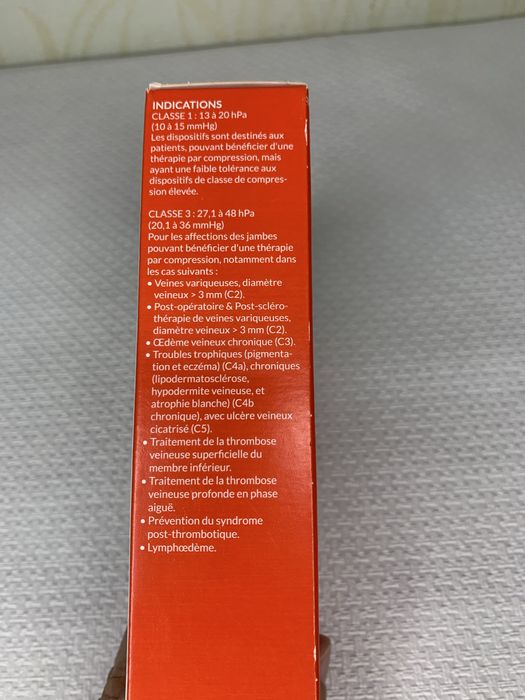 INDICATIONS
CLASSE 1 : 13 à 20 hPa
(10 à 15 mmHg)
Les dispositifs sont destinés aux
patients, pouvant bénéficier d'une
thérapie par compression, mais
ayant une faible tolérance aux
dispositifs de classe de compres-
sion élevée.
CLASSE 3 : 27,1 à 48 hPa
(20,1 à 36 mmHg)
Pour les affections des jambes
pouvant bénéficier d'une thérapie
par compression, notamment dans
les cas suivants :
• Veines variqueuses, diamètre
veineux > 3 mm (C2).
• Post-opératoire & Post-scléro-
thérapie de veines variqueuses,
diamètre veineux > 3 mm (C2).
• Œdème veineux chronique (C3).
• Troubles trophiques (pigmenta-
tion et eczéma) (C4a), chroniques
(lipodermatosclérose,
hypodermite veineuse, et
atrophie blanche) (C4b
chronique), avec ulcère veineux
cicatrisé (C5).
• Traitement de la thrombose
veineuse superficielle du
membre inférieur.
• Traitement de la thrombose
veineuse profonde en phase
aiguë.
• Prévention du syndrome
post-thrombotique.
• Lymphœdème.